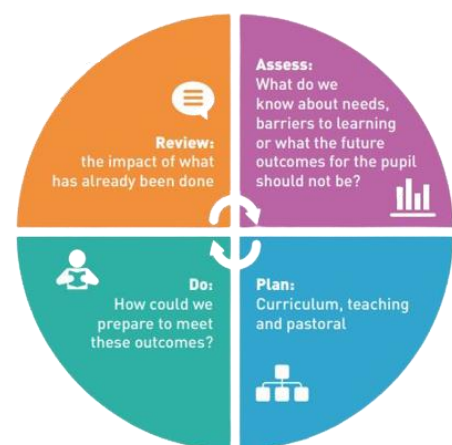 Assess:
What do we
know about needs,
barriers to learning
or what the future
outcomes for the pupil
should not be?
Plan:
Curriculum, teaching
and pastoral
Do:
How could we
prepare to meet
these outcomes?
Review:
the impact of what
has already been done